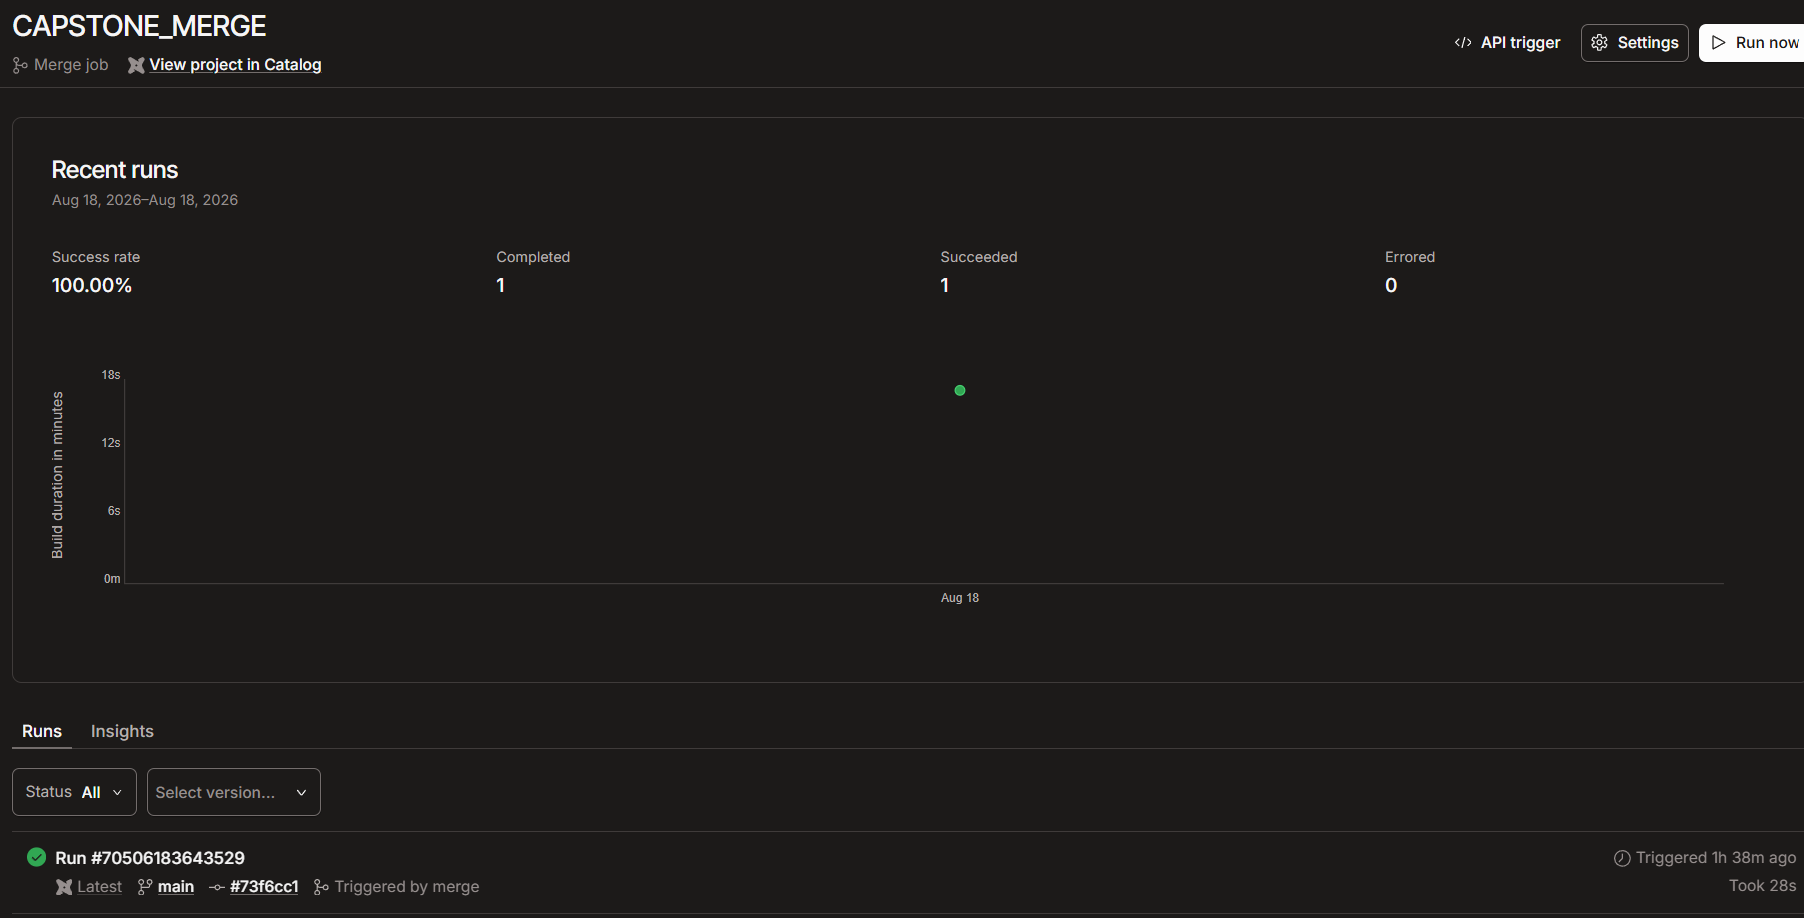 CAPSTONE_MERGE
Merge job View project in Catalog
API trigger Settings Run now
Recent runs
Aug 18, 2026–Aug 18, 2026
Success rate Completed Succeeded Errored
100.00% 1 1 0
Build duration in minutes
18s
12s
6s
0m
Aug 18
Runs Insights
Status All Select version...
Run #70506183643529 Triggered 1h 38m ago
Latest main #73f6cc1 Triggered by merge Took 28s